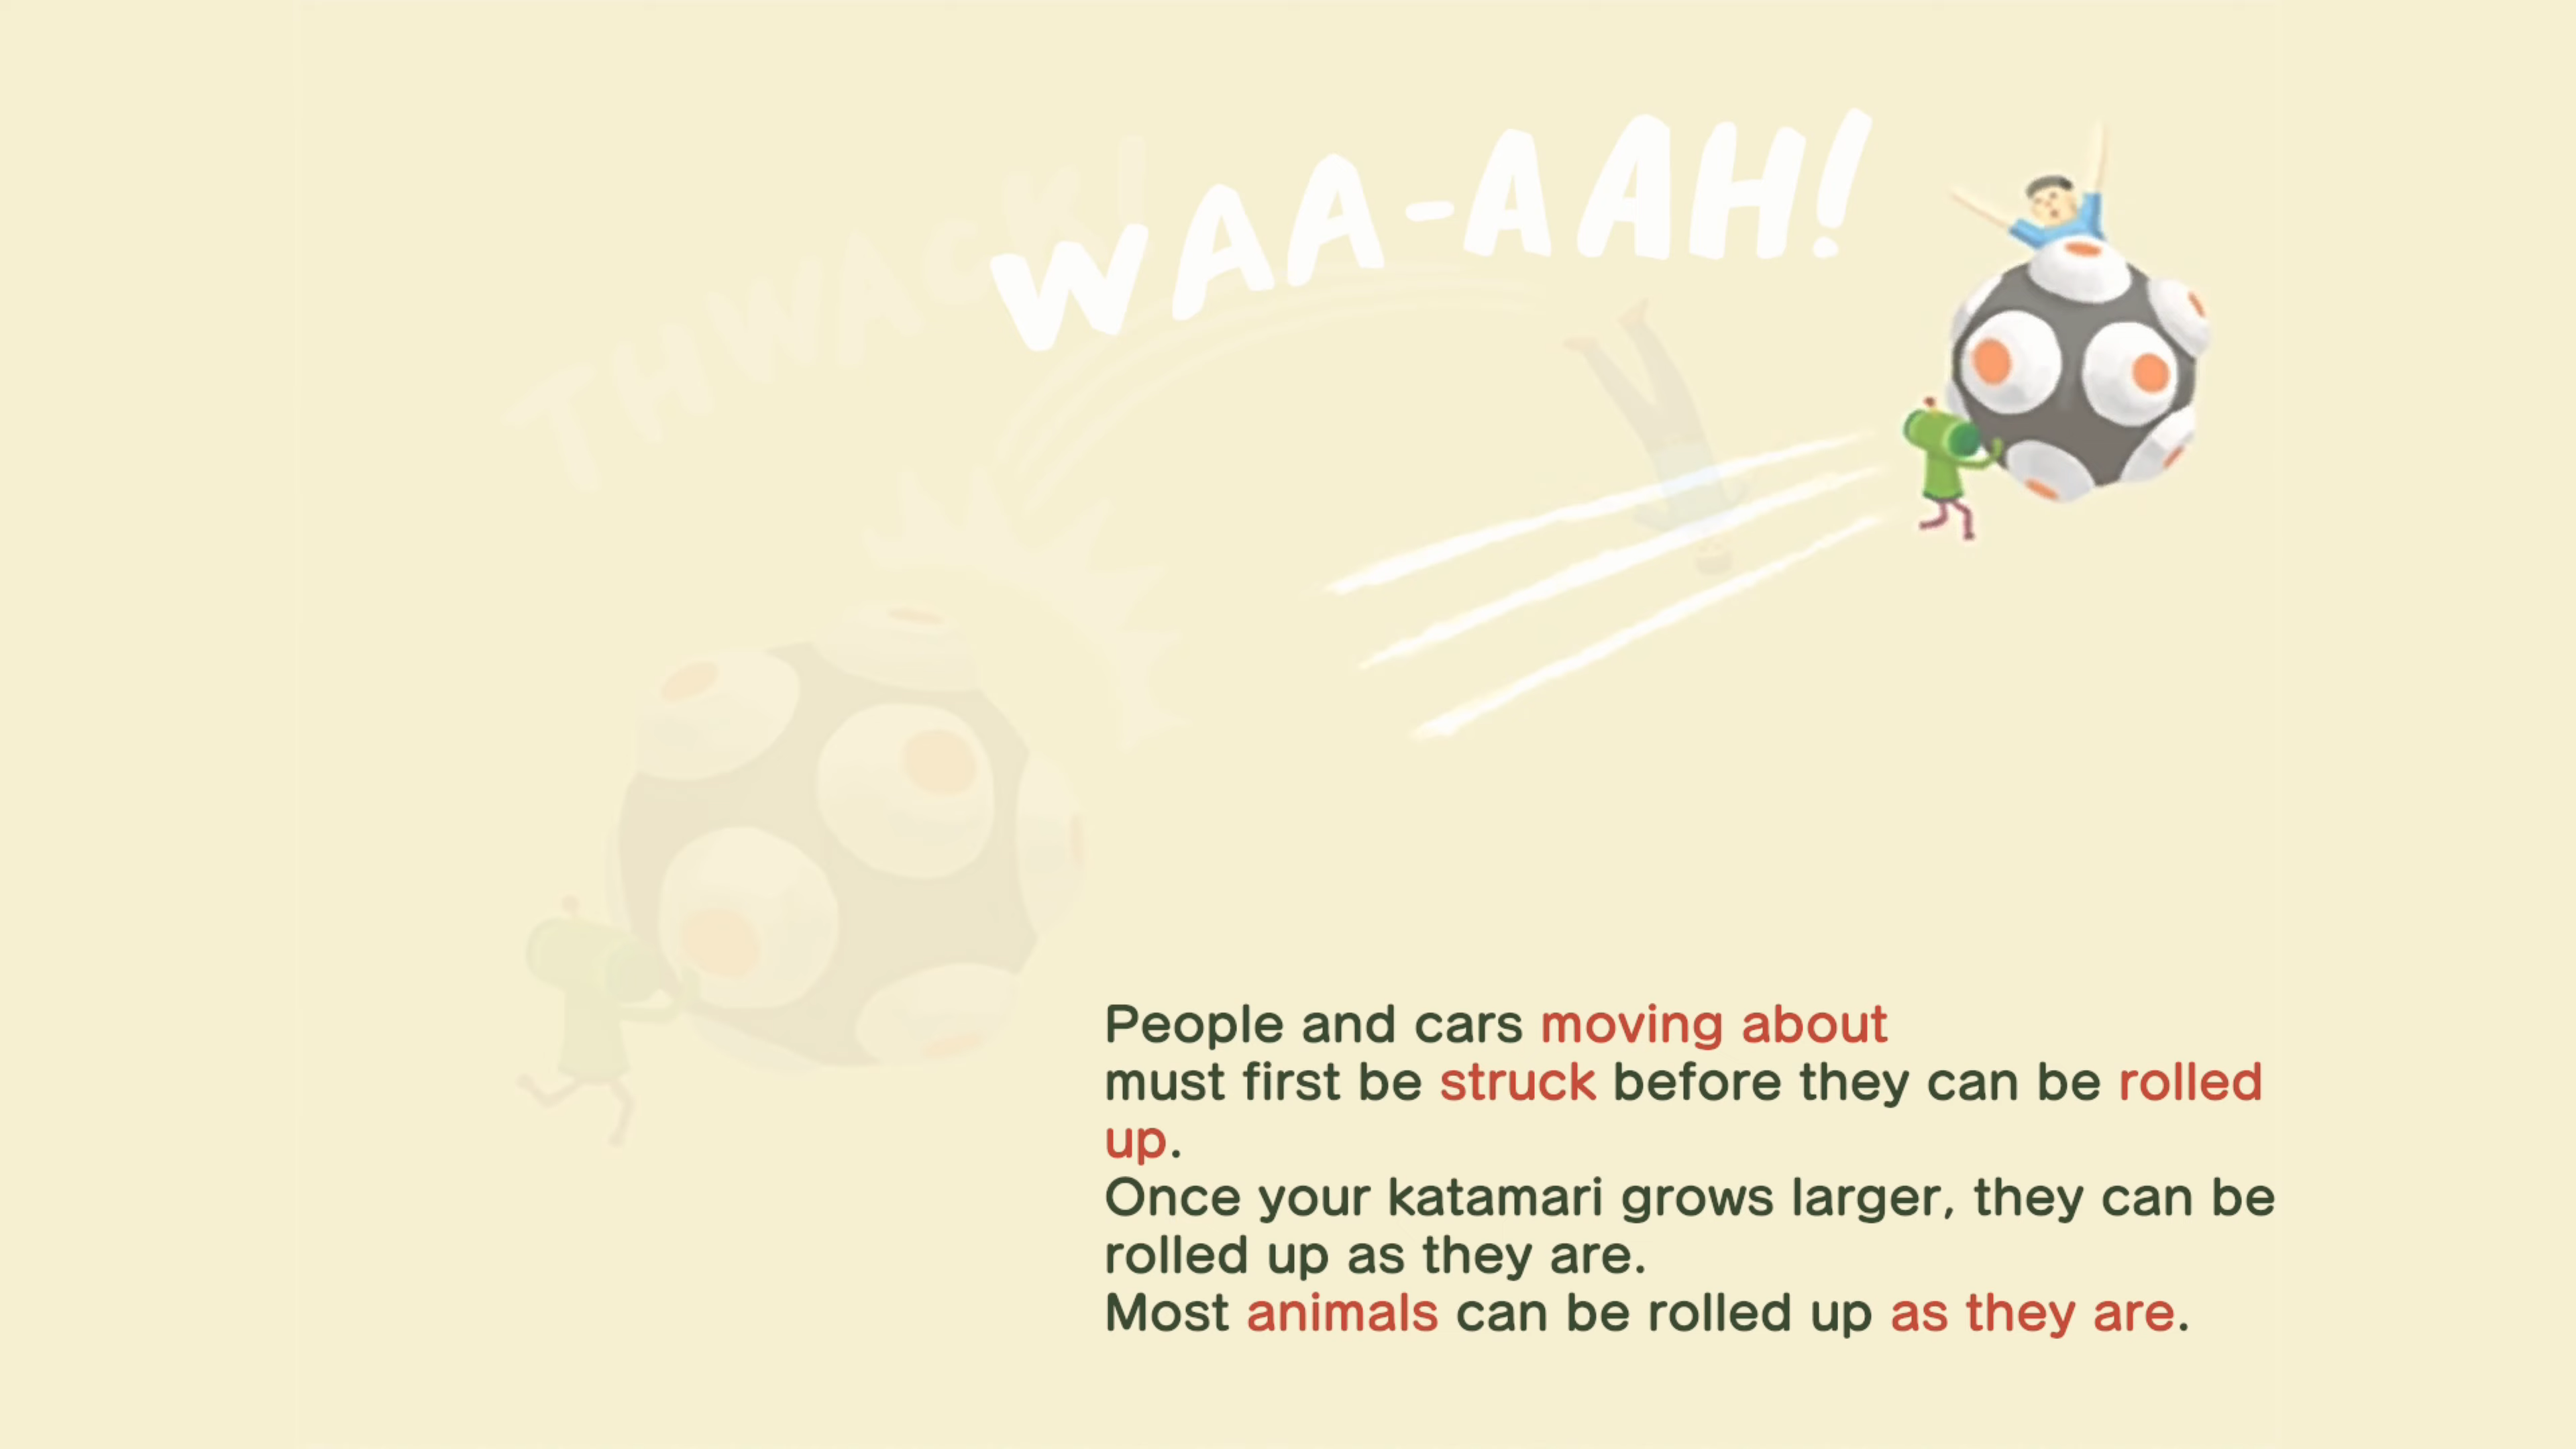 THWACK!
WAA-AAH!
People and cars moving about
must first be struck before they can be rolled
up.
Once your katamari grows larger, they can be
rolled up as they are.
Most animals can be rolled up as they are.